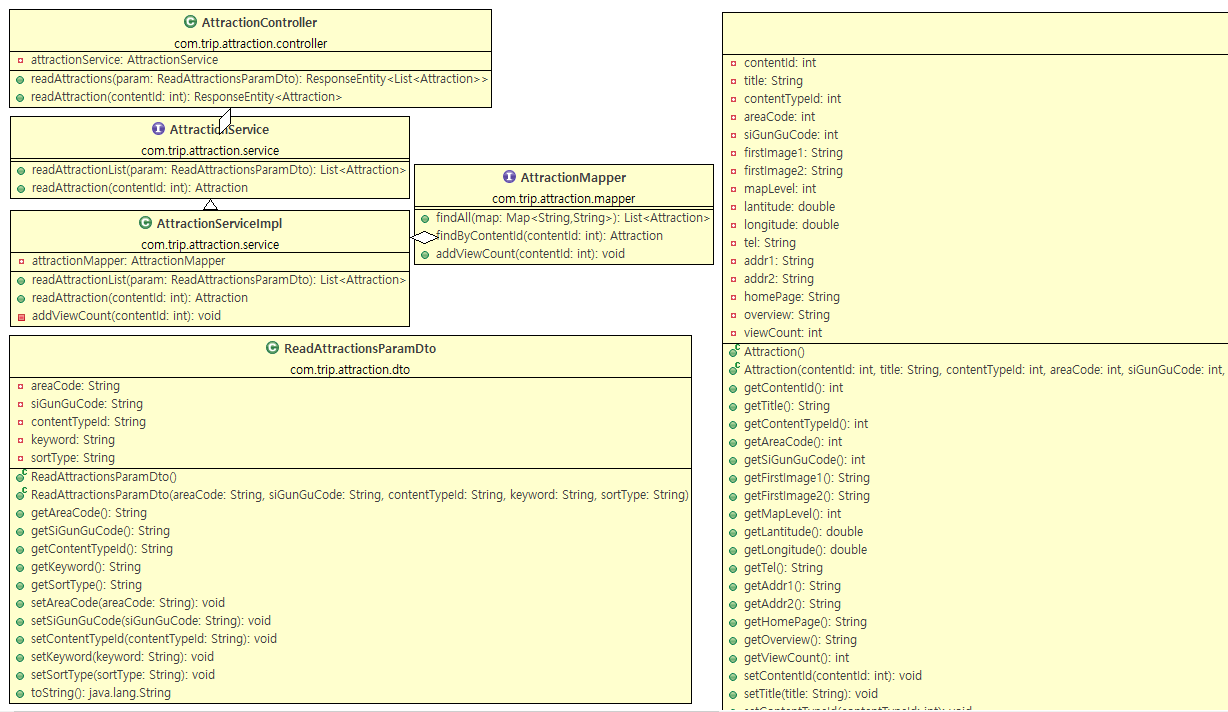 AttractionController
com.trip.attraction.controller
attractionService: AttractionService
readAttractions(param: ReadAttractionsParamDto): ResponseEntity<List<Attraction>>
readAttraction(contentId: int): ResponseEntity<Attraction>
AttractionService
com.trip.attraction.service
readAttractionList(param: ReadAttractionsParamDto): List<Attraction>
readAttraction(contentId: int): Attraction
AttractionServiceImpl
com.trip.attraction.service
attractionMapper: AttractionMapper
readAttractionList(param: ReadAttractionsParamDto): List<Attraction>
readAttraction(contentId: int): Attraction
addViewCount(contentId: int): void
AttractionMapper
com.trip.attraction.mapper
findAll(map: Map<String,String>): List<Attraction>
findByContentId(contentId: int): Attraction
addViewCount(contentId: int): void
ReadAttractionsParamDto
com.trip.attraction.dto
areaCode: String
siGunGuCode: String
contentTypeId: String
keyword: String
sortType: String
ReadAttractionsParamDto()
ReadAttractionsParamDto(areaCode: String, siGunGuCode: String, contentTypeId: String, keyword: String, sortType: String)
getAreaCode(): String
getSiGunGuCode(): String
getContentTypeId(): String
getKeyword(): String
getSortType(): String
setAreaCode(areaCode: String): void
setSiGunGuCode(siGunGuCode: String): void
setContentTypeId(contentTypeId: String): void
setKeyword(keyword: String): void
setSortType(sortType: String): void
toString(): java.lang.String
contentId: int
title: String
contentTypeId: int
areaCode: int
siGunGuCode: int
firstImage1: String
firstImage2: String
mapLevel: int
lantitude: double
longitude: double
tel: String
addr1: String
addr2: String
homePage: String
overview: String
viewCount: int
Attraction()
Attraction(contentId: int, title: String, contentTypeId: int, areaCode: int, siGunGuCode: int,
getContentId(): int
getTitle(): String
getContentTypeId(): int
getAreaCode(): int
getSiGunGuCode(): int
getFirstImage1(): String
getFirstImage2(): String
getMapLevel(): int
getLantitude(): double
getLongitude(): double
getTel(): String
getAddr1(): String
getAddr2(): String
getHomePage(): String
getOverview(): String
getViewCount(): int
setContentId(contentId: int): void
setTitle(title: String): void
setContentTypeId(contentTypeId: int): void